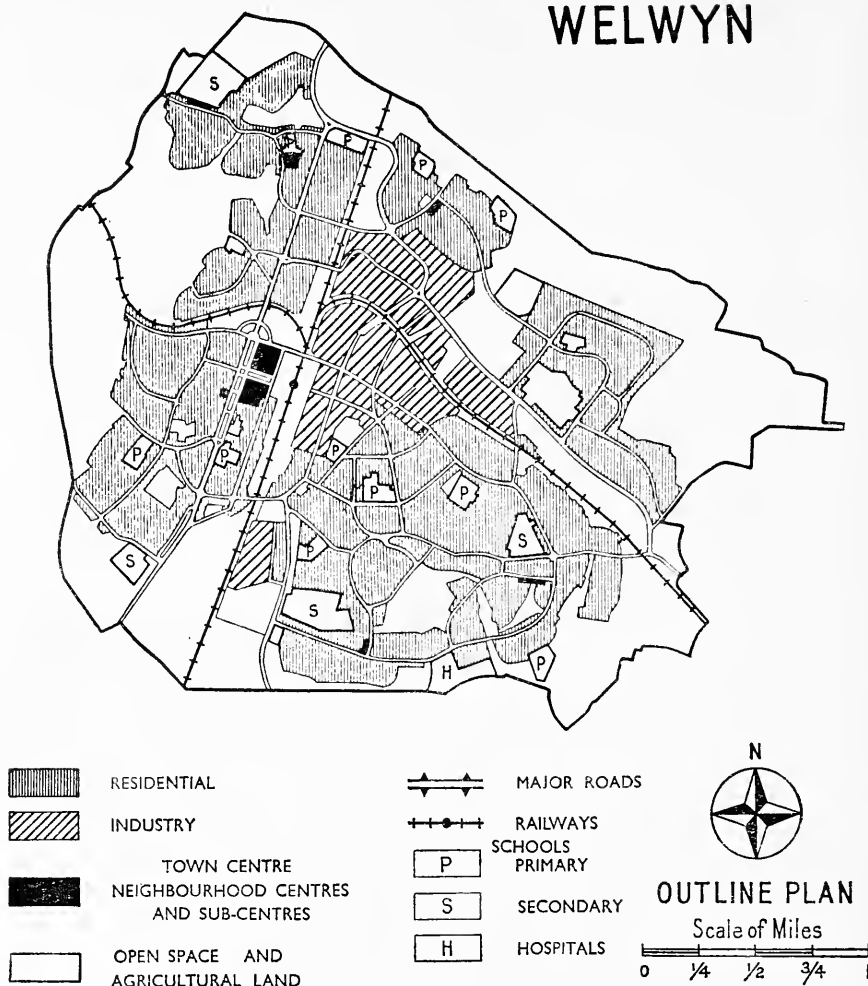 WELWYN
S
P
P
P
P
P
P
P
P
P
S
S
P
S
H
P
RESIDENTIAL
INDUSTRY
TOWN CENTRE
NEIGHBOURHOOD CENTRES
AND SUB-CENTRES
OPEN SPACE AND
AGRICULTURAL LAND
MAJOR ROADS
RAILWAYS
SCHOOLS
P PRIMARY
S SECONDARY
H HOSPITALS
N
OUTLINE PLAN
Scale of Miles
0 1/4 1/2 3/4